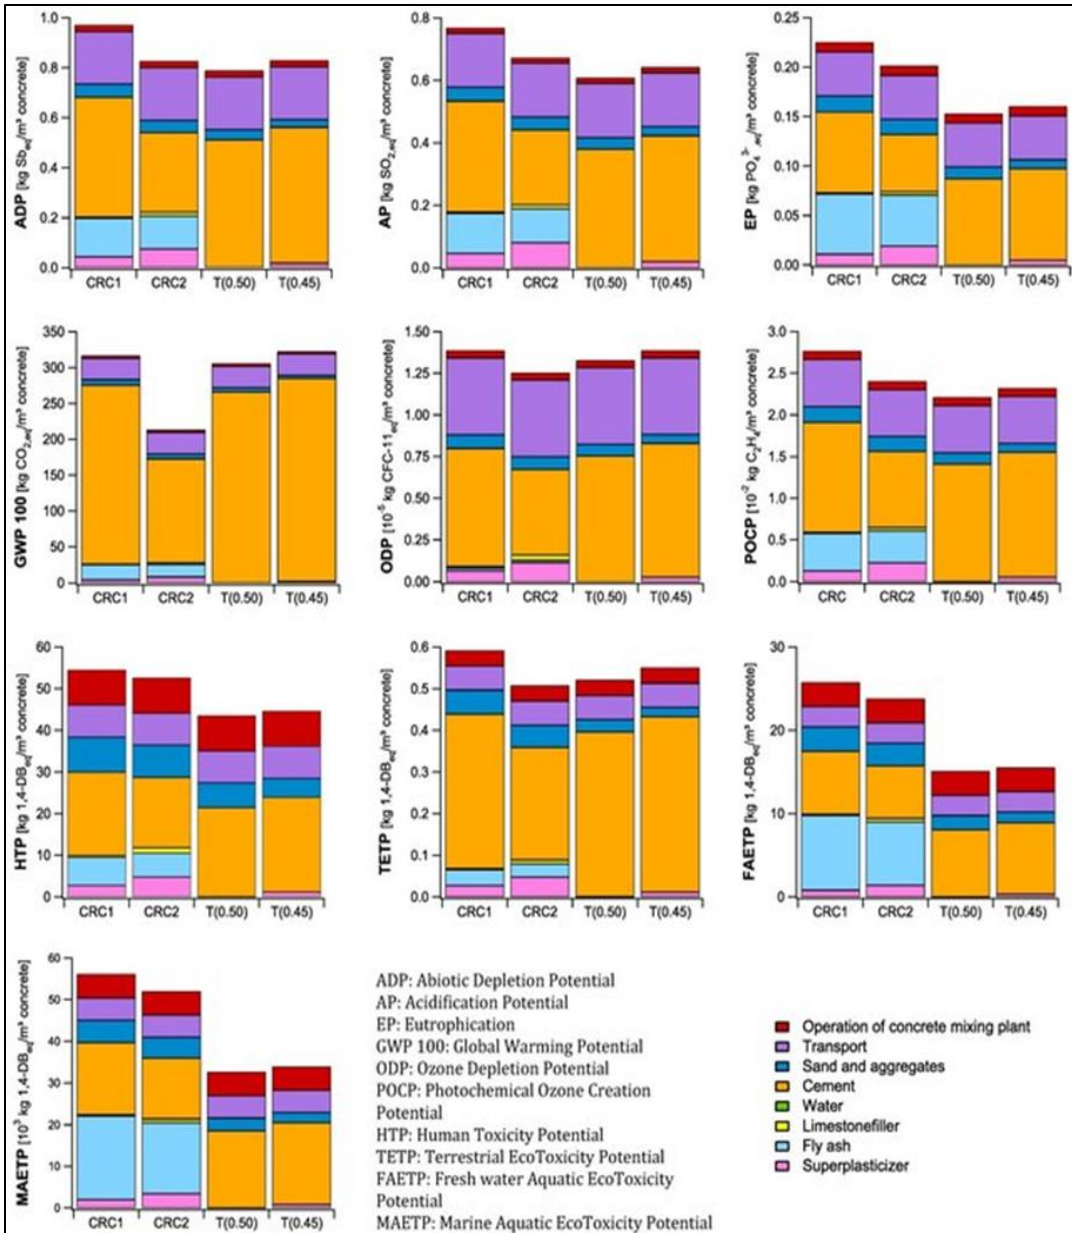 ADP [kg Sbeq/m³ concrete]
1.0
0.8
0.6
0.4
0.2
0.0
CRC1 CRC2 T(0.50) T(0.45)
AP [kg SO2,eq/m³ concrete]
0.8
0.6
0.4
0.2
0.0
CRC1 CRC2 T(0.50) T(0.45)
EP [kg PO4³⁻,eq/m³ concrete]
0.25
0.20
0.15
0.10
0.05
0.00
CRC1 CRC2 T(0.50) T(0.45)
GWP 100 [kg CO2,eq/m³ concrete]
350
300
250
200
150
100
50
0
CRC1 CRC2 T(0.50) T(0.45)
ODP [10⁻⁵ kg CFC-11eq/m³ concrete]
1.50
1.25
1.00
0.75
0.50
0.25
0.00
CRC1 CRC2 T(0.50) T(0.45)
POCP [10⁻² kg C2H4/m³ kg concrete]
3.0
2.5
2.0
1.5
1.0
0.5
0.0
CRC CRC2 T(0.50) T(0.45)
HTP [kg 1,4-DBeq/m³ concrete]
60
50
40
30
20
10
0
CRC1 CRC2 T(0.50) T(0.45)
TETP [kg 1,4-DBeq/m³ concrete]
0.6
0.5
0.4
0.3
0.2
0.1
0.0
CRC1 CRC2 T(0.50) T(0.45)
FAETP [kg 1,4-DBeq/m³ concrete]
30
20
10
0
CRC1 CRC2 T(0.50) T(0.45)
MAETP [10³ kg 1,4-DBeq/m³ concrete]
60
50
40
30
20
10
0
CRC1 CRC2 T(0.50) T(0.45)
ADP: Abiotic Depletion Potential
AP: Acidification Potential
EP: Eutrophication
GWP 100: Global Warming Potential
ODP: Ozone Depletion Potential
POCP: Photochemical Ozone Creation
Potential
HTP: Human Toxicity Potential
TETP: Terrestrial EcoToxicity Potential
FAETP: Fresh water Aquatic EcoToxicity
Potential
MAETP: Marine Aquatic EcoToxicity Potential
Operation of concrete mixing plant
Transport
Sand and aggregates
Cement
Water
Limestonefiller
Fly ash
Superplasticizer